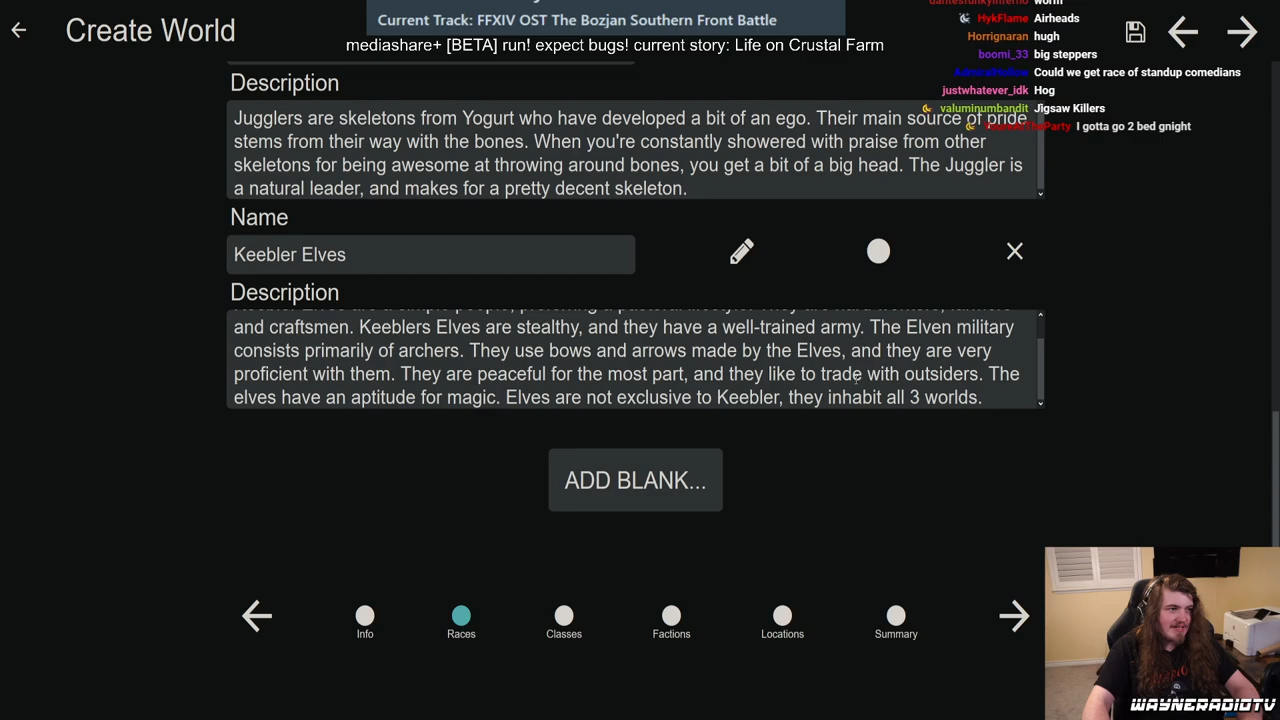 Create World
Current Track: FFXIV OST The Bozjan Southern Front Battle
mediashare+ [BETA] run! expect bugs! current story: Life on Crustal Farm
dantesfunkyinferno worm
HykFlame Airheads
Horrignaran hugh
boomi_33 big steppers
Could we get race of standup comedians
justwhatever_idk Hog
valuminumbandit Jigsaw Killers
I gotta go 2 bed gnight
Description
Jugglers are skeletons from Yogurt who have developed a bit of an ego. Their main source of pride
stems from their way with the bones. When you're constantly showered with praise from other
skeletons for being awesome at throwing around bones, you get a bit of a big head. The Juggler is
a natural leader, and makes for a pretty decent skeleton.
Name
Keebler Elves
Description
and craftsmen. Keeblers Elves are stealthy, and they have a well-trained army. The Elven military
consists primarily of archers. They use bows and arrows made by the Elves, and they are very
proficient with them. They are peaceful for the most part, and they like to trade with outsiders. The
elves have an aptitude for magic. Elves are not exclusive to Keebler, they inhabit all 3 worlds.
ADD BLANK...
Info
Races
Classes
Factions
Locations
Summary
WAYNERADIOTV